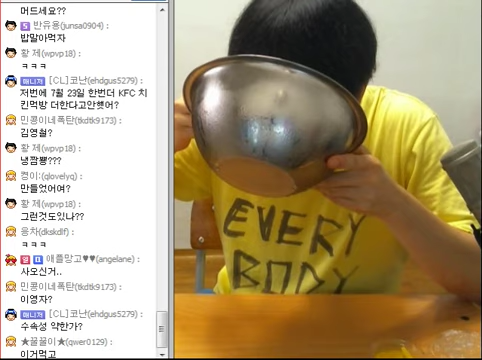 머드세요??
S 반유용(junsa0904) :
밥말아먹자
황 제(wpvp18) :
ㅋㅋㅋ
매니저 [CL]코난(ehdgus5279) :
저번에 7월 23일 한번더 KFC 치
킨먹방 더한다고안했어?
민콩이네폭탄(tkdtk9173) :
김영철?
황 제(wpvp18) :
냉짬뽕???
켱이:(qlovelyq) :
만들었어여?
황 제(wpvp18) :
그런것도있나??
응차(dkskdlf) :
ㅋㅋㅋ
열 팬 애플망고♥♥(angelane) :
사오신거..
민콩이네폭탄(tkdtk9173) :
이영자?
매니저 [CL]코난(ehdgus5279) :
수속성 약한가?
★꿀꿀이★(qwer0129) :
이거먹고
EVERY
BODY